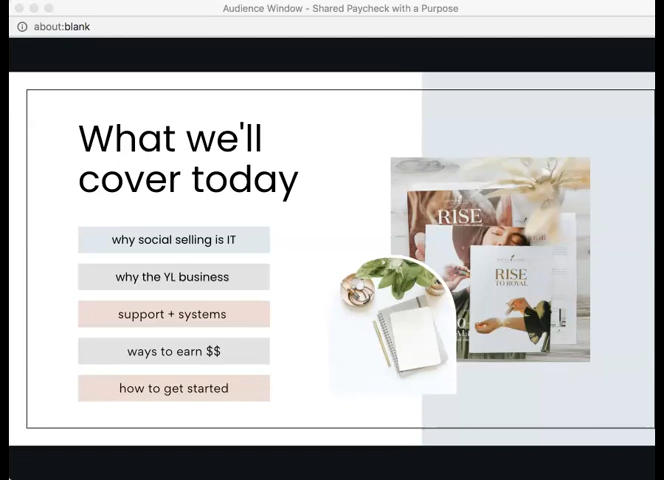 Audience Window - Shared Paycheck with a Purpose
about:blank
What we'll
cover today
why social selling is IT
why the YL business
support + systems
ways to earn $$
how to get started
RISE
RISE
TO ROYAL